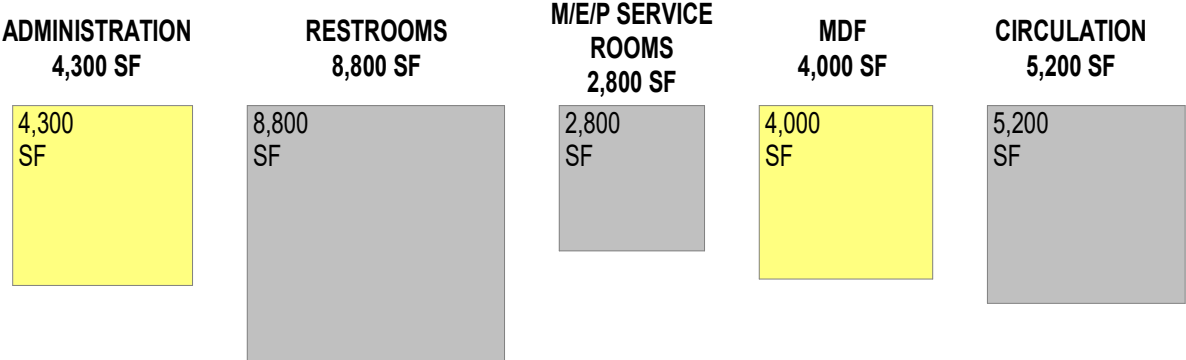 ADMINISTRATION
4,300 SF
RESTROOMS
8,800 SF
M/E/P SERVICE
ROOMS
2,800 SF
MDF
4,000 SF
CIRCULATION
5,200 SF
4,300
SF
8,800
SF
2,800
SF
4,000
SF
5,200
SF